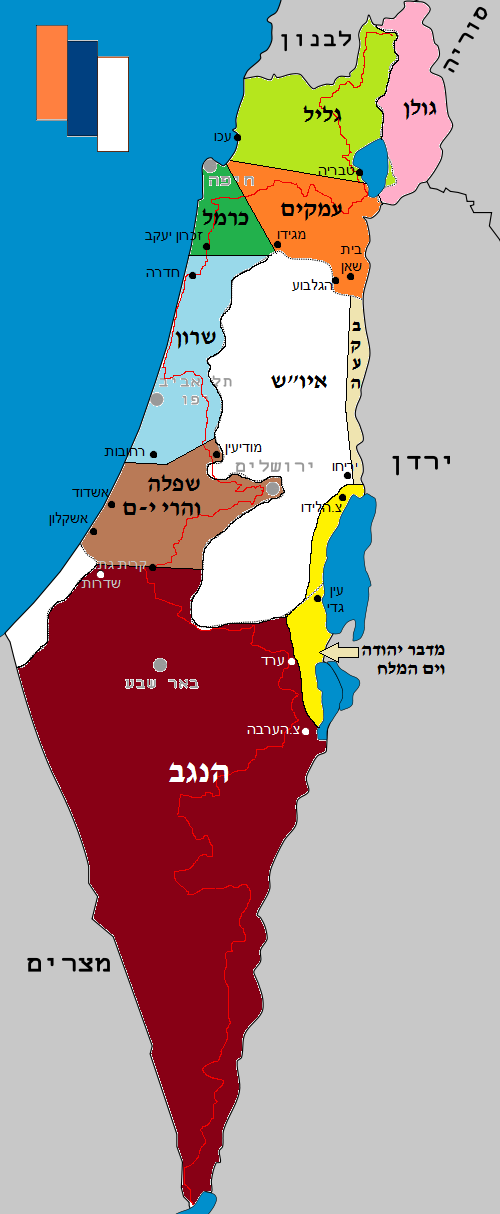 סוריה
לבנון
גולן
גליל
עכו
טבריה
חיפה
כרמל
עמקים
זכרון יעקב
מגידו
בית
שאן
חדרה
הגלבוע
בקעה
שרון
איו״ש
תל אביב
יפו
מודיעין
רחובות
ירושלים
יריחו
ירדן
שפלה
והרי י-ם
אשדוד
צ.הלידו
אשקלון
קרית גת
שדרות
עין
גדי
מדבר יהודה
וים המלח
ערד
באר שבע
צ.הערבה
הנגב
מצרים